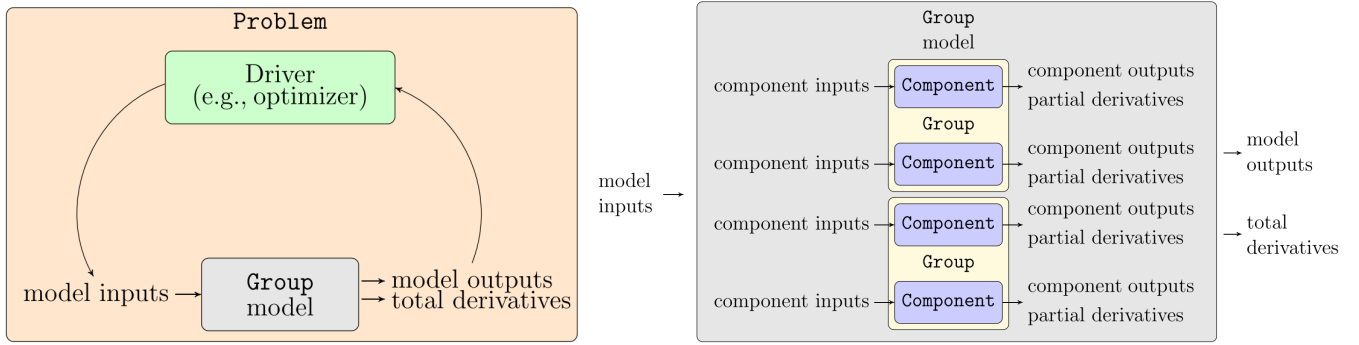 Problem
Driver
(e.g., optimizer)
model inputs
Group
model
model outputs
total derivatives
model
inputs
Group
model
component inputs
Component
component outputs
partial derivatives
Group
component inputs
Component
component outputs
partial derivatives
component inputs
Component
component outputs
partial derivatives
Group
component inputs
Component
component outputs
partial derivatives
model
outputs
total
derivatives